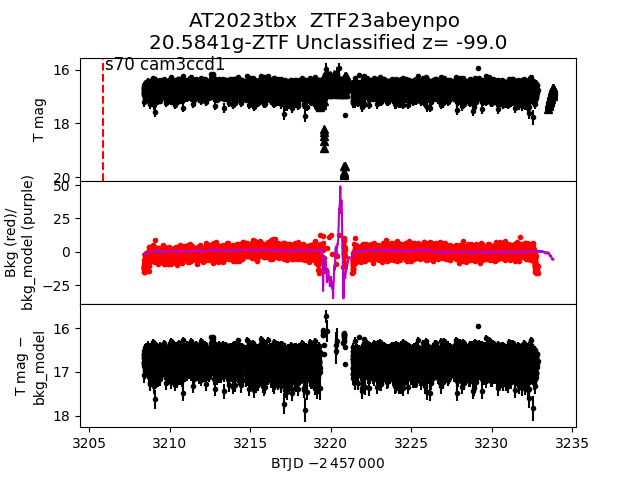 AT2023tbx  ZTF23abeynpo
20.5841g-ZTF Unclassified z= -99.0
s70 cam3ccd1
T mag
16
18
20
Bkg (red)/
bkg_model (purple)
50
25
0
−25
T mag −
bkg_model
16
17
18
3205 3210 3215 3220 3225 3230 3235
BTJD −2 457 000